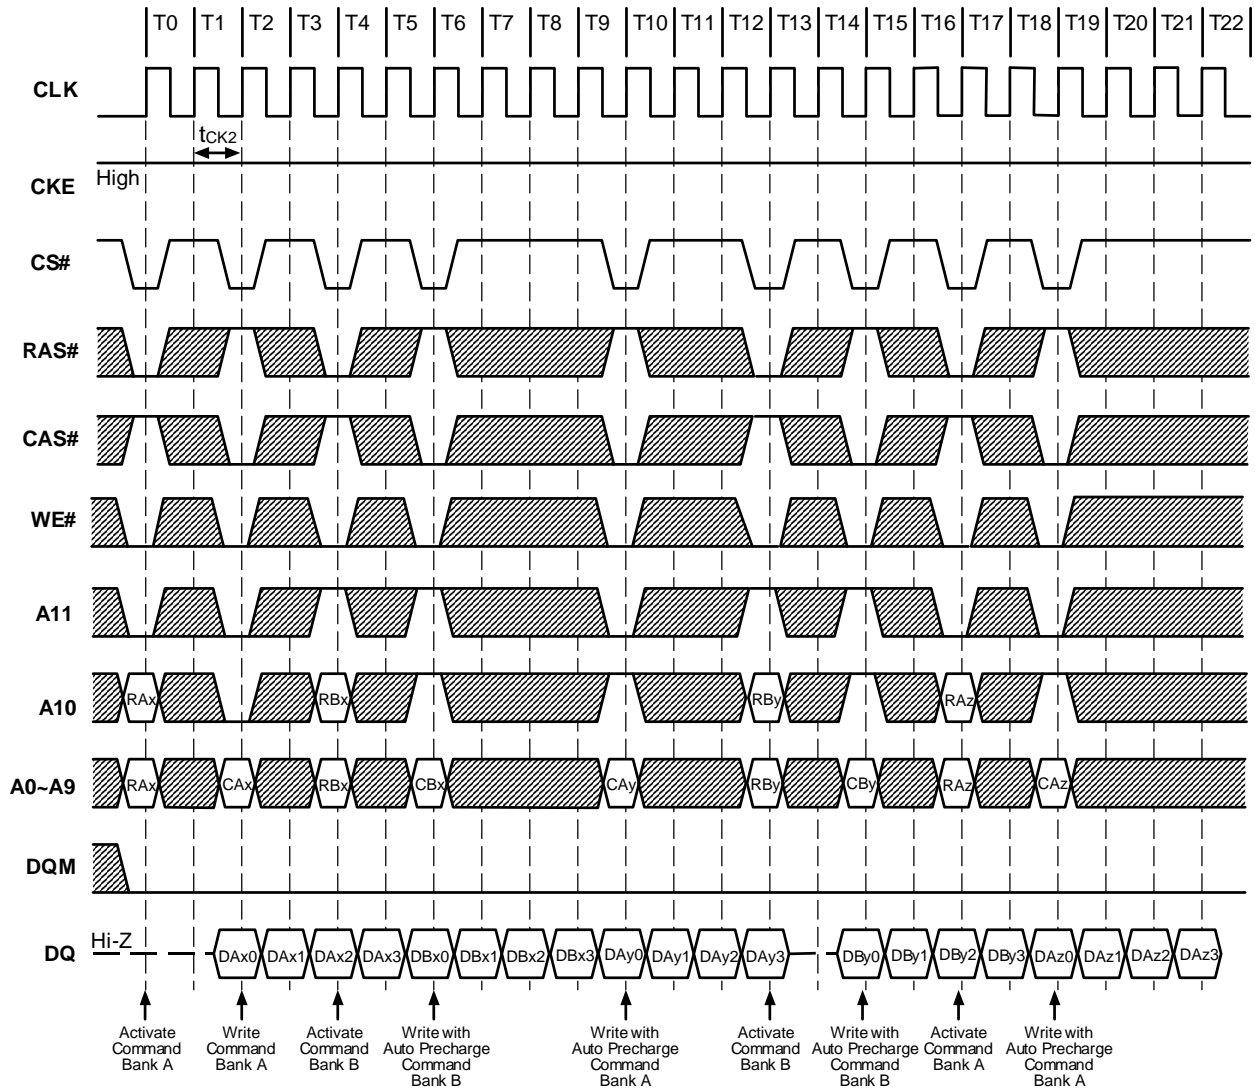 T0 T1 T2 T3 T4 T5 T6 T7 T8 T9 T10 T11 T12 T13 T14 T15 T16 T17 T18 T19 T20 T21 T22
CLK
tCK2
CKE High
CS#
RAS#
CAS#
WE#
A11
A10 RAx RBx RBy RAz
A0~A9 RAx CAx RBx CBx CAy RBy CBy RAz CAz
DQM
DQ Hi-Z DAx0 DAx1 DAx2 DAx3 DBx0 DBx1 DBx2 DBx3 DAy0 DAy1 DAy2 DAy3 DBy0 DBy1 DBy2 DBy3 DAz0 DAz1 DAz2 DAz3
Activate
Command
Bank A
Write
Command
Bank A
Activate
Command
Bank B
Write with
Auto Precharge
Command
Bank B
Write with
Auto Precharge
Command
Bank A
Activate
Command
Bank B
Write with
Auto Precharge
Command
Bank B
Activate
Command
Bank A
Write with
Auto Precharge
Command
Bank A